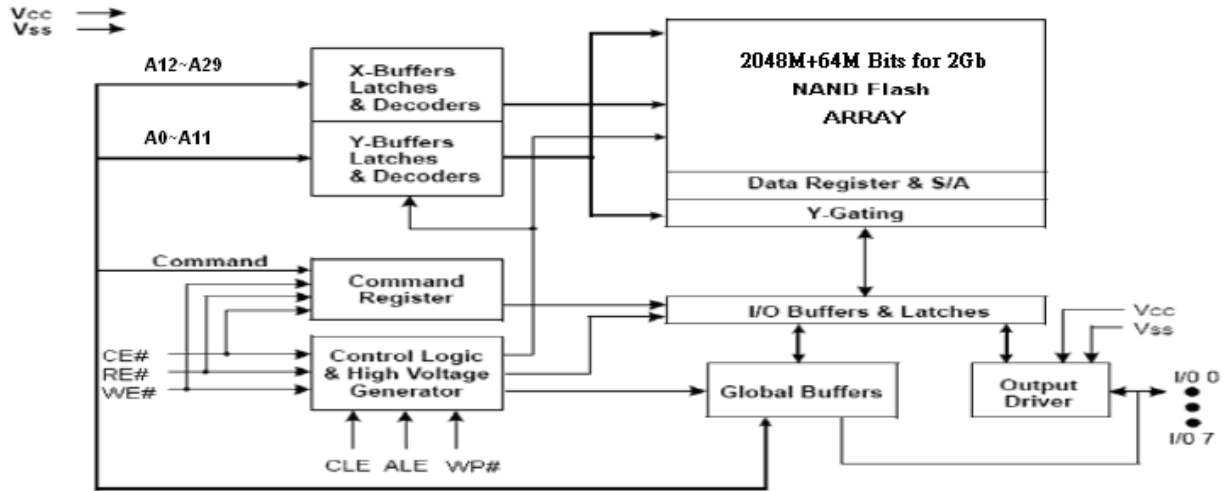 Vcc
Vss
A12~A29
X-Buffers
Latches
& Decoders
A0~A11
Y-Buffers
Latches
& Decoders
2048M+64M Bits for 2Gb
NAND Flash
ARRAY
Data Register & S/A
Y-Gating
Command
Command
Register
I/O Buffers & Latches
Vcc
Vss
CE#
RE#
WE#
Control Logic
& High Voltage
Generator
Global Buffers
Output
Driver
I/0 0
I/0 7
CLE ALE WP#